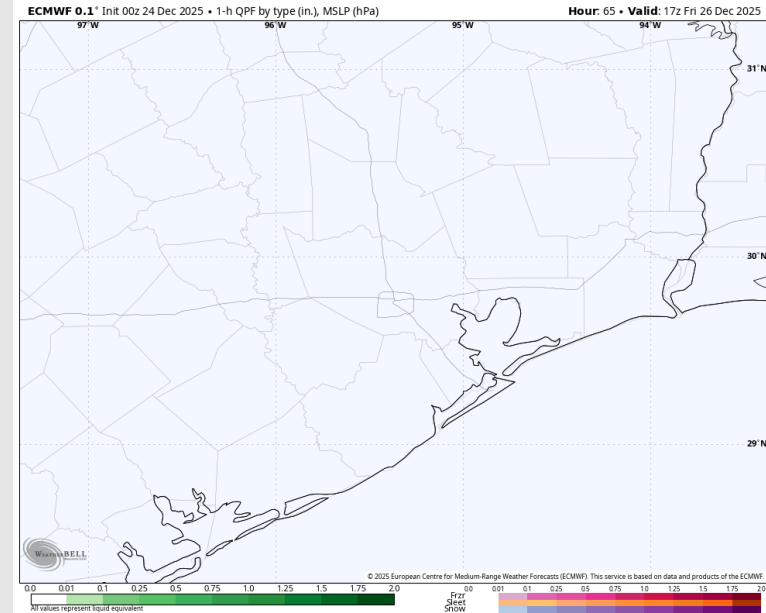 ECMWF 0.1° Init 00z 24 Dec 2025 • 1-h QPF by type (in.), MSLP (hPa)
Hour: 65 • Valid: 17z Fri 26 Dec 2025
97°W 96°W 95°W 94°W
31°N
30°N
29°N
WeatherBELL
© 2025 European Centre for Medium-Range Weather Forecasts (ECMWF). This service is based on data and products of the ECMWF.
0.0 0.01 0.1 0.25 0.5 0.75 1.0 1.25 1.5 1.75 2.0
0.0 .001 0.1 0.25 0.5 0.75 1.0 1.25 1.5 1.75 2.0
All values represent liquid equivalent
Frzr
Sleet
Snow